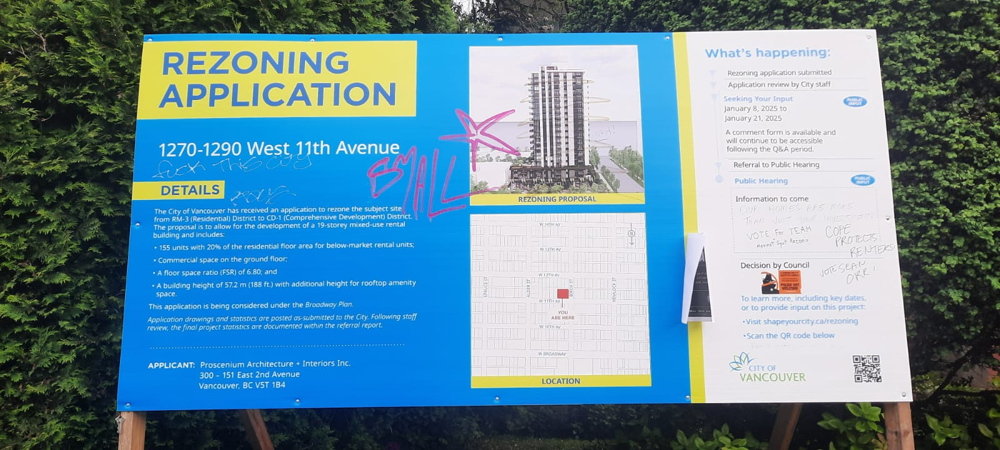 REZONING
APPLICATION
1270-1290 West 11th Avenue
fuck this city
SMALL
DETAILS
The City of Vancouver has received an application to rezone the subject site
from RM-3 (Residential) District to CD-1 (Comprehensive Development) District.
The proposal is to allow for the development of a 19-storey mixed-use rental
building and includes:
• 155 units with 20% of the residential floor area for below-market rental units;
• Commercial space on the ground floor;
• A floor space ratio (FSR) of 6.80; and
• A building height of 57.2 m (188 ft.) with additional height for rooftop amenity
space.
This application is being considered under the Broadway Plan.
Application drawings and statistics are posted as-submitted to the City. Following staff
review, the final project statistics are documented within the referral report.
APPLICANT: Proscenium Architecture + Interiors Inc.
300 – 151 East 2nd Avenue
Vancouver, BC V5T 1B4
REZONING PROPOSAL
W 14TH AV
W 13TH AV
W 12TH AV
SPRUCE ST
ALDER ST
BIRCH ST
HEMLOCK ST
W 11TH AV
YOU
ARE HERE
W 10TH AV
W BROADWAY
LOCATION
What's happening:
Rezoning application submitted
Application review by City staff
Seeking Your Input
PUBLIC
INPUT
January 8, 2025 to
January 21, 2025
A comment form is available and
will continue to be accessible
following the Q&A period.
Referral to Public Hearing
Public Hearing
PUBLIC
INPUT
Information to come
OUR HOMES ARE MORE
THAN JUST YOUR INVESTMENTS
VOTE For TEAM
Against Spot Rezonin
COPE
PROTECTS
RENTERS!
Decision by Council
VOTE SEAN
ORR!
POLICE NOT
WELCOME
To learn more, including key dates,
or to provide input on this project:
• Visit shapeyourcity.ca/rezoning
• Scan the QR code below
CITY OF
VANCOUVER